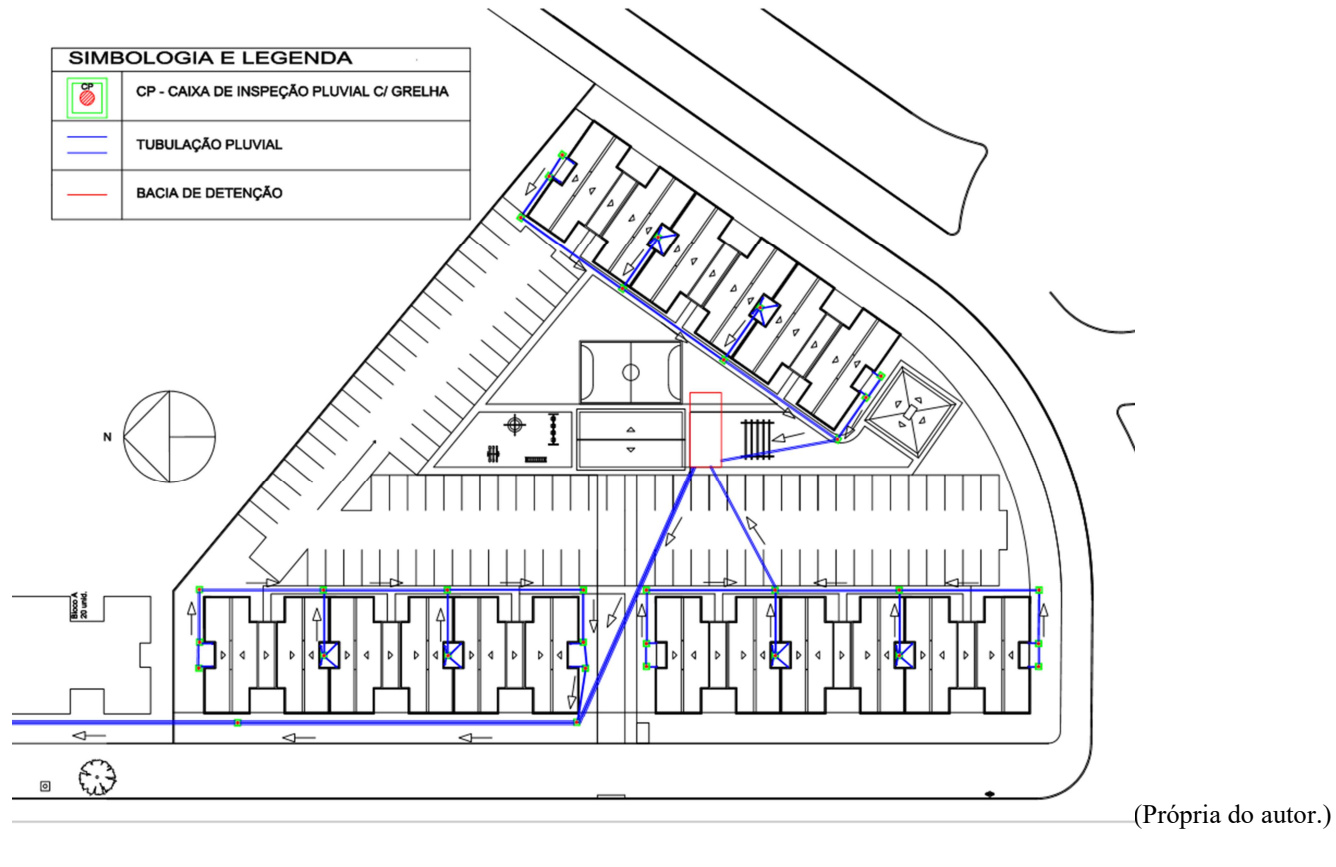 SIMBOLOGIA E LEGENDA
CP
CP - CAIXA DE INSPEÇÃO PLUVIAL C/ GRELHA
TUBULAÇÃO PLUVIAL
BACIA DE DETENÇÃO
N
Bloco A
20 unid.
(Própria do autor.)